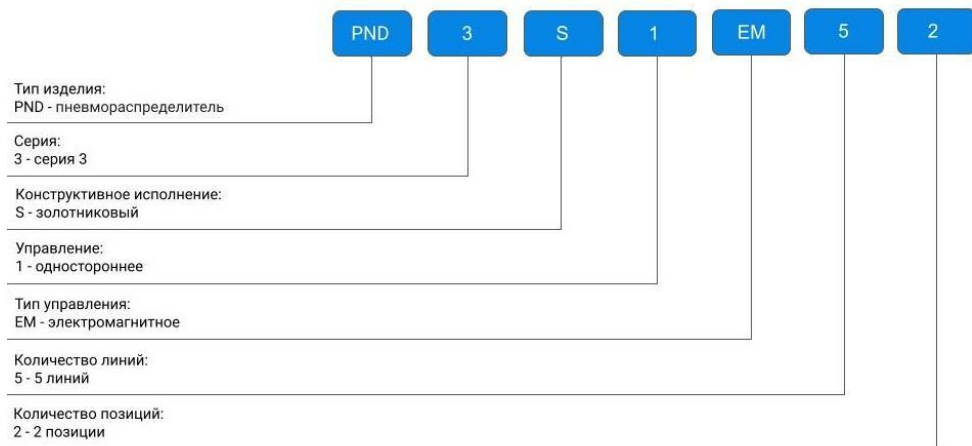 PND 3 S 1 EM 5 2
Тип изделия:
PND - пневмораспределитель
Серия:
3 - серия 3
Конструктивное исполнение:
S - золотниковый
Управление:
1 - одностороннее
Тип управления:
EM - электромагнитное
Количество линий:
5 - 5 линий
Количество позиций:
2 - 2 позиции